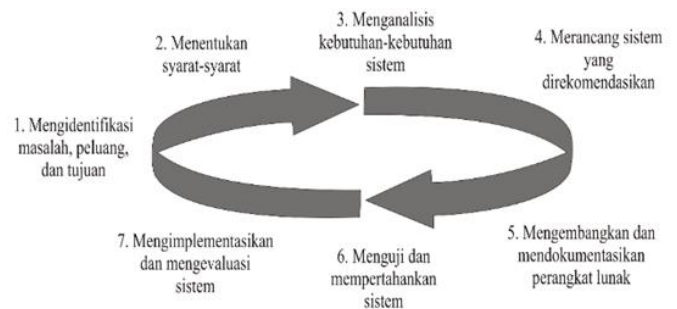 1. Mengidentifikasi
masalah, peluang,
dan tujuan
2. Menentukan
syarat-syarat
3. Menganalisis
kebutuhan-kebutuhan
sistem
4. Merancang sistem
yang
direkomendasikan
5. Mengembangkan dan
mendokumentasikan
perangkat lunak
6. Menguji dan
mempertahankan
sistem
7. Mengimplementasikan
dan mengevaluasi
sistem